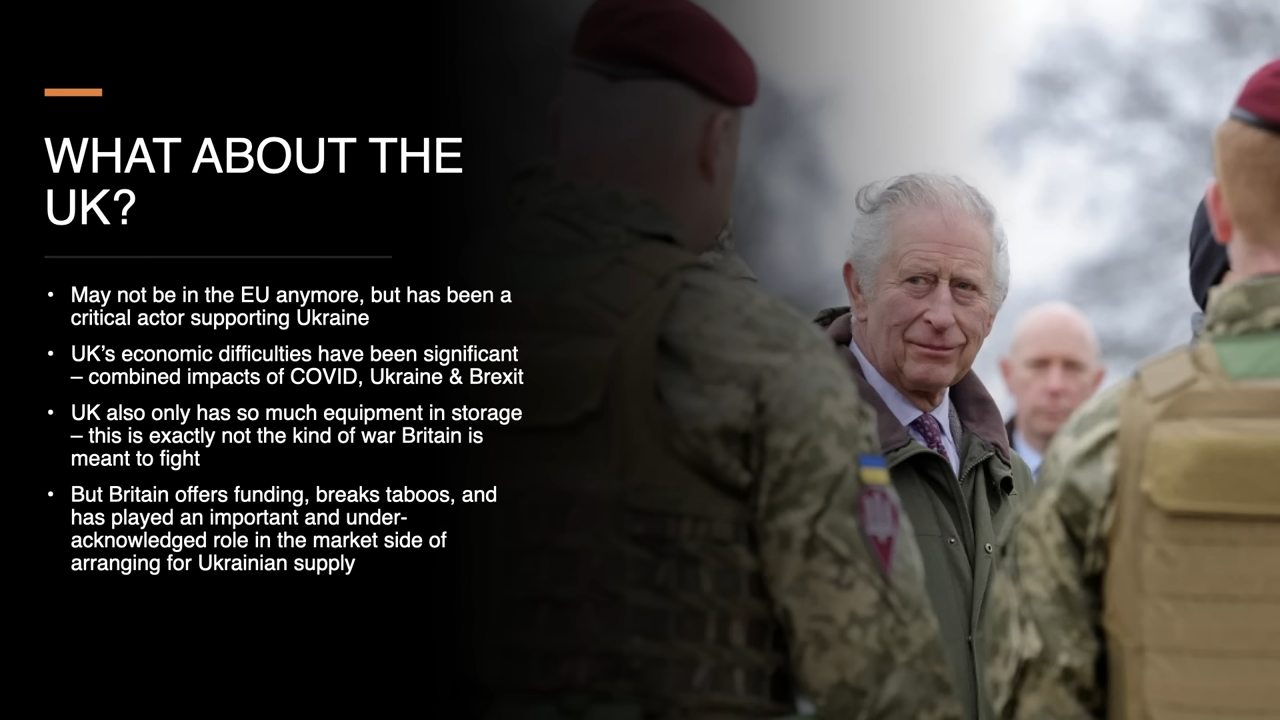 WHAT ABOUT THE
UK?
• May not be in the EU anymore, but has been a
critical actor supporting Ukraine
• UK’s economic difficulties have been significant
– combined impacts of COVID, Ukraine & Brexit
• UK also only has so much equipment in storage
– this is exactly not the kind of war Britain is
meant to fight
• But Britain offers funding, breaks taboos, and
has played an important and under-
acknowledged role in the market side of
arranging for Ukrainian supply